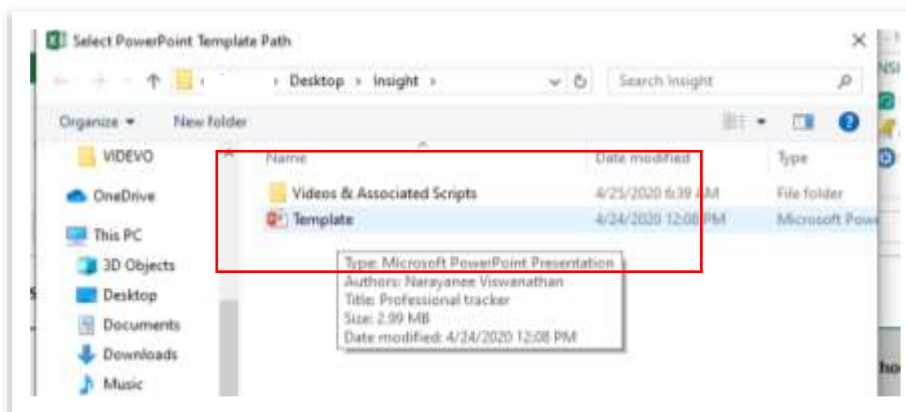 Select PowerPoint Template Path
Desktop › Insight ›
Search Insight
Organize
New folder
VIDEVO
OneDrive
This PC
3D Objects
Desktop
Documents
Downloads
Music
Name
Date modified
Type
Videos & Associated Scripts
4/25/2020 6:39 AM
File folder
Template
4/24/2020 12:08 PM
Microsoft Powe
Type: Microsoft PowerPoint Presentation
Authors: Narayanee Viswanathan
Title: Professional tracker
Size: 2.99 MB
Date modified: 4/24/2020 12:08 PM